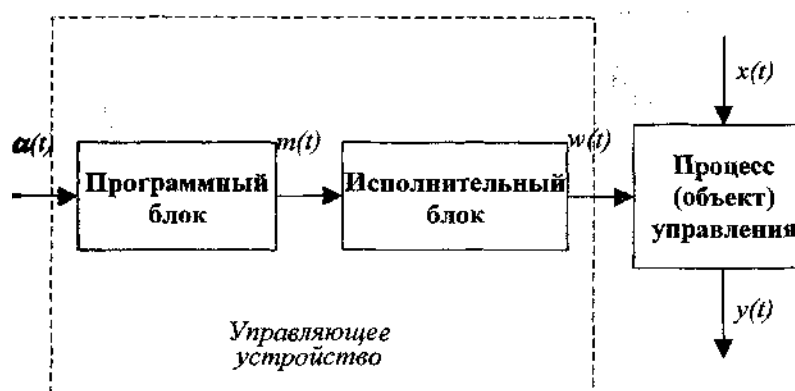 α(t)
Программный
блок
m(t)
Исполнительный
блок
w(t)
x(t)
Процесс
(объект)
управления
y(t)
Управляющее
устройство